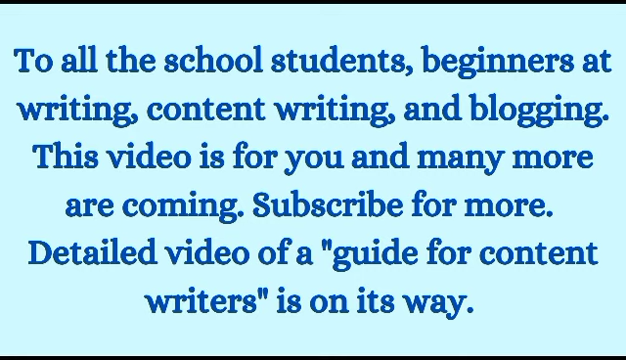 To all the school students, beginners at
writing, content writing, and blogging.
This video is for you and many more
are coming. Subscribe for more.
Detailed video of a "guide for content
writers" is on its way.